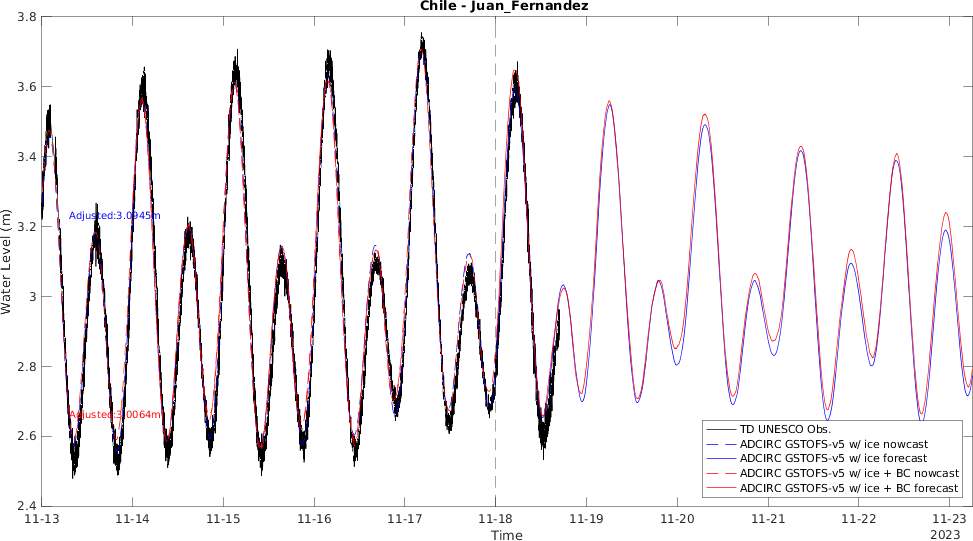 Chile - Juan_Fernandez
3.8
3.6
3.4
3.2
3
2.8
2.6
2.4
Water Level (m)
Adjusted:3.0945m
Adjusted:3.0064m
TD UNESCO Obs.
ADCIRC GSTOFS-v5 w/ ice nowcast
ADCIRC GSTOFS-v5 w/ ice forecast
ADCIRC GSTOFS-v5 w/ ice + BC nowcast
ADCIRC GSTOFS-v5 w/ ice + BC forecast
11-13 11-14 11-15 11-16 11-17 11-18 11-19 11-20 11-21 11-22 11-23
Time
2023